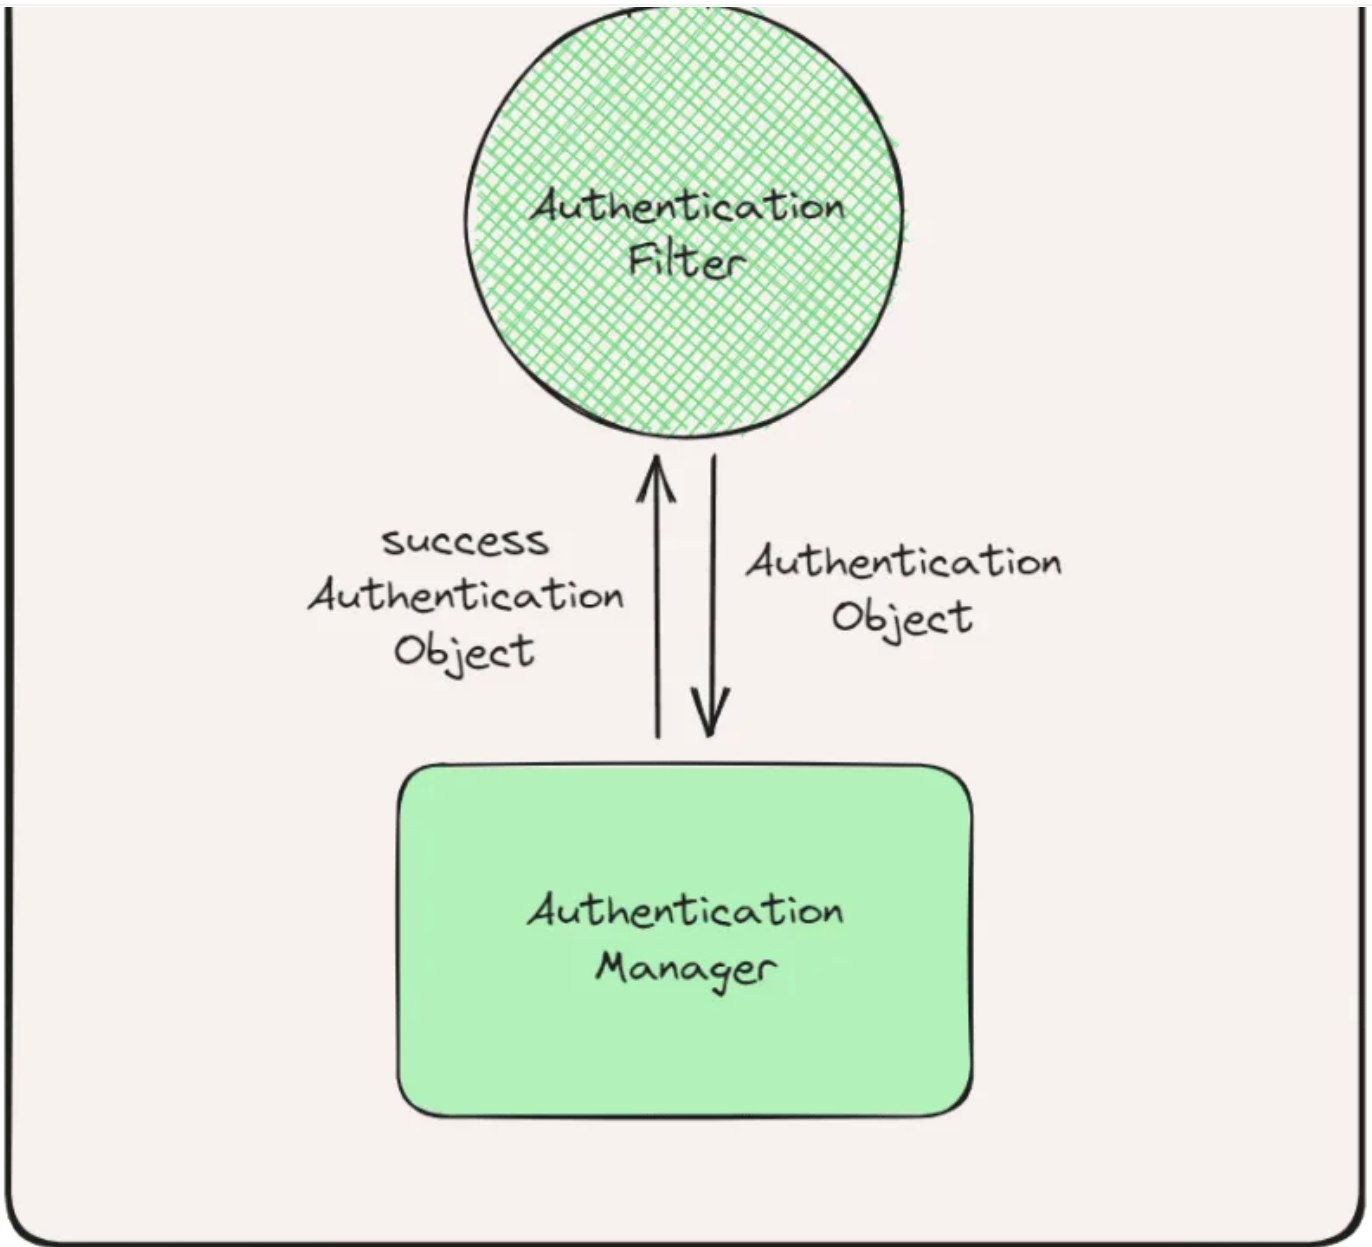 Authentication
Filter
success
Authentication
Object
Authentication
Object
Authentication
Manager